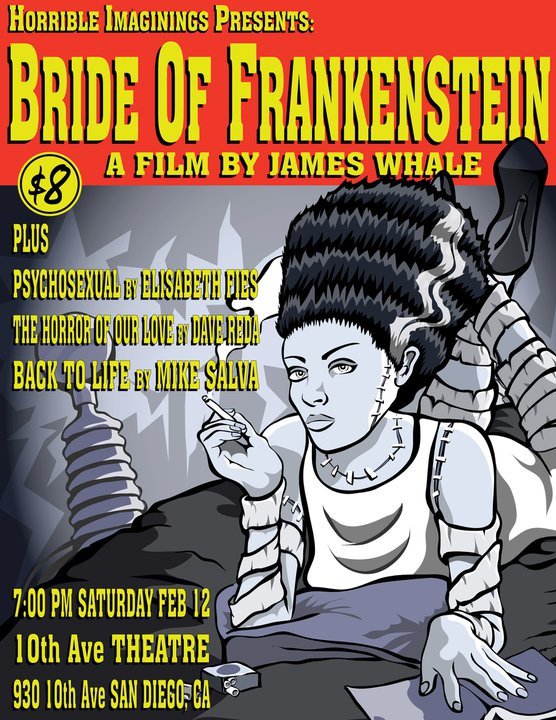 Horrible Imaginings Presents:
Bride Of Frankenstein
A FILM BY JAMES WHALE
$8
PLUS
PSYCHOSEXUAL BY ELISABETH FIES
THE HORROR OF OUR LOVE BY DAVE REDA
BACK TO LIFE BY MIKE SALVA
7:00 PM SATURDAY FEB 12
10th Ave THEATRE
930 10th Ave SAN DIEGO, CA